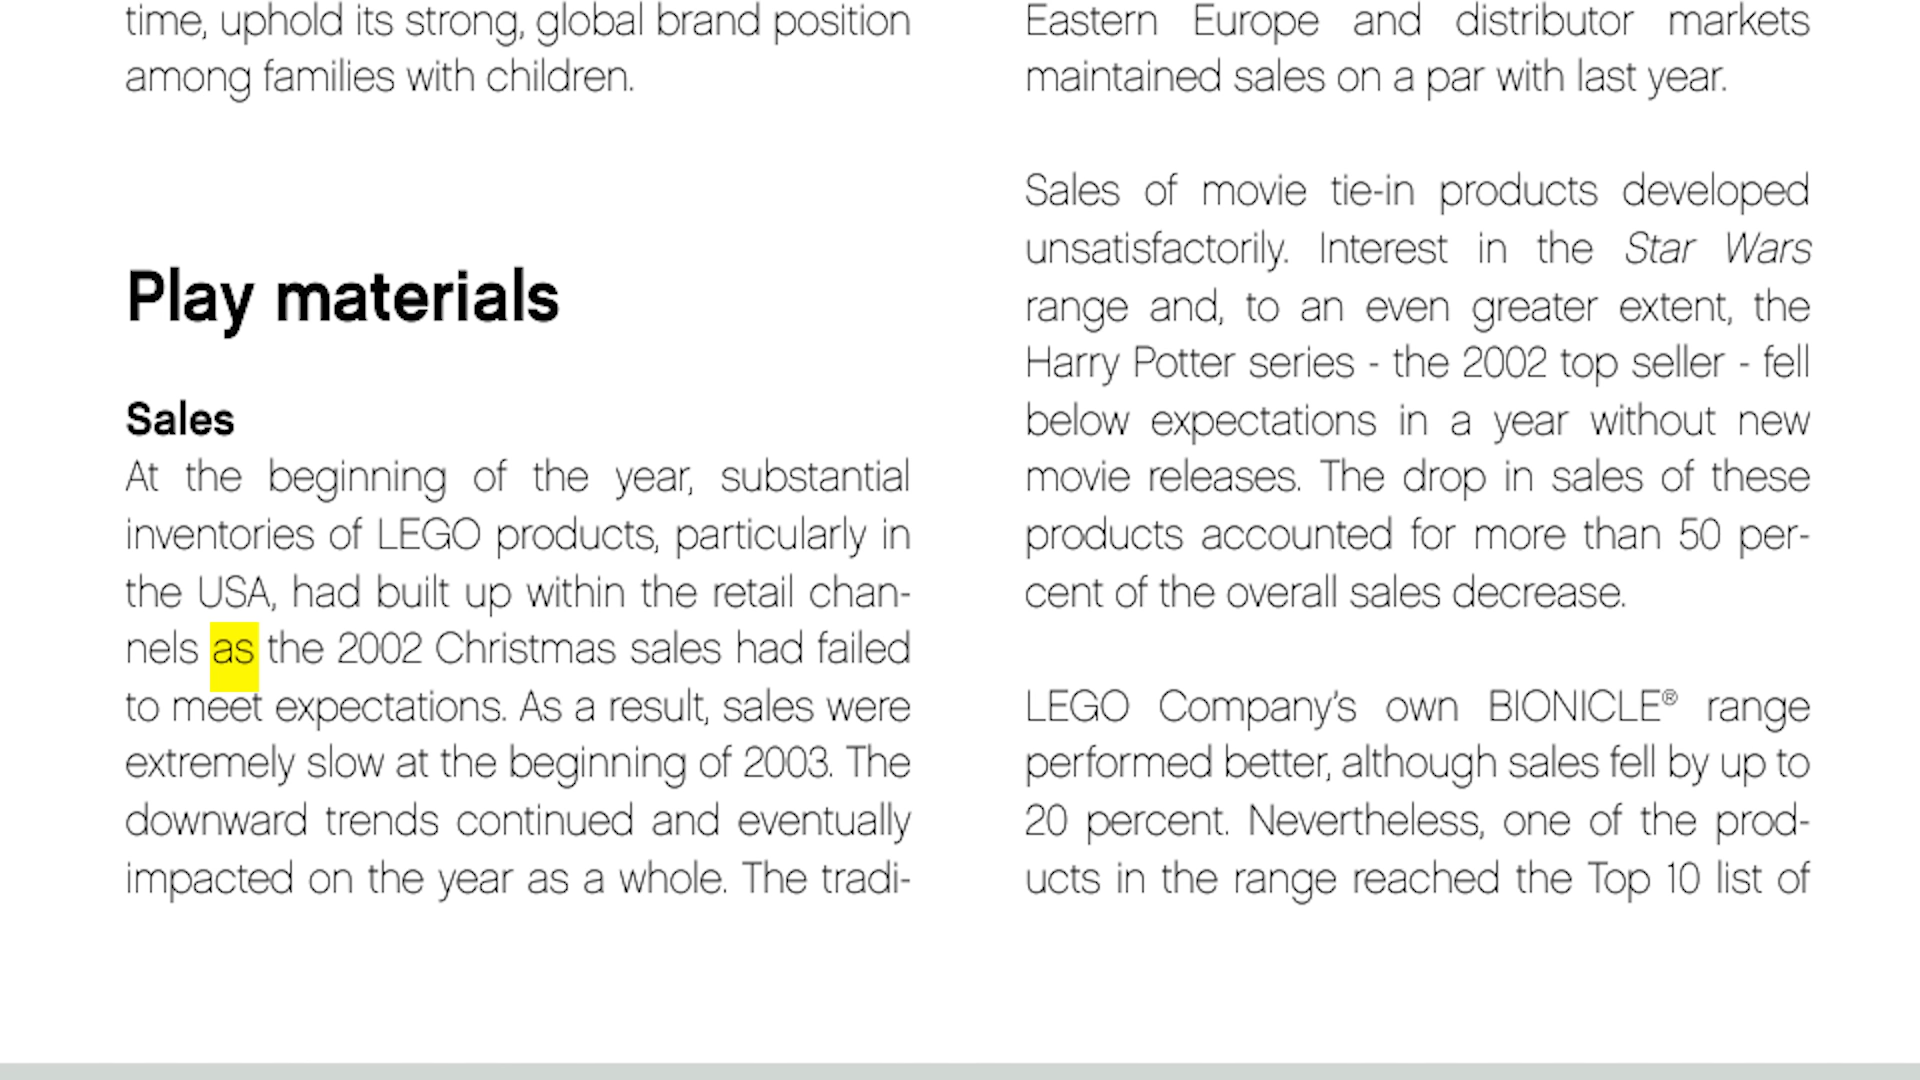 time, uphold its strong, global brand position
among families with children.
Play materials
Sales
At the beginning of the year, substantial
inventories of LEGO products, particularly in
the USA, had built up within the retail chan-
nels as the 2002 Christmas sales had failed
to meet expectations. As a result, sales were
extremely slow at the beginning of 2003. The
downward trends continued and eventually
impacted on the year as a whole. The tradi-
Eastern Europe and distributor markets
maintained sales on a par with last year.
Sales of movie tie-in products developed
unsatisfactorily. Interest in the Star Wars
range and, to an even greater extent, the
Harry Potter series - the 2002 top seller - fell
below expectations in a year without new
movie releases. The drop in sales of these
products accounted for more than 50 per-
cent of the overall sales decrease.
LEGO Company’s own BIONICLE® range
performed better, although sales fell by up to
20 percent. Nevertheless, one of the prod-
ucts in the range reached the Top 10 list of